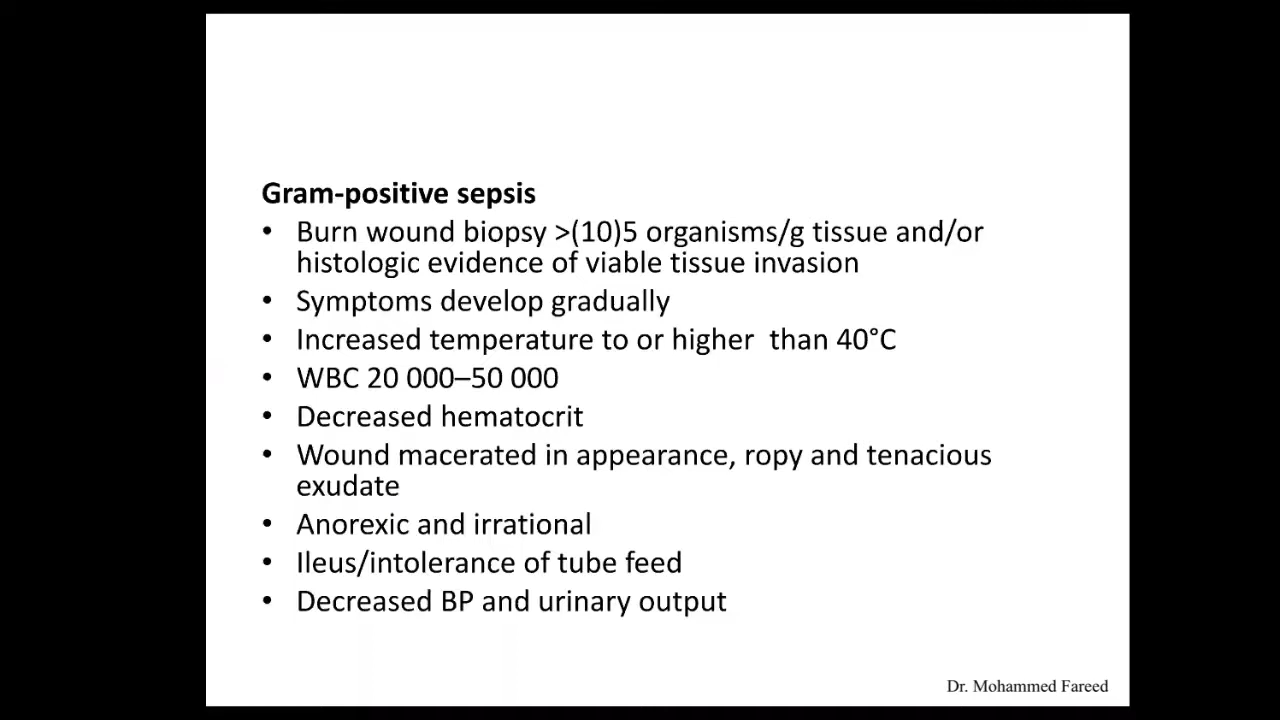 Gram-positive sepsis
• Burn wound biopsy >(10)5 organisms/g tissue and/or
histologic evidence of viable tissue invasion
• Symptoms develop gradually
• Increased temperature to or higher  than 40°C
• WBC 20 000–50 000
• Decreased hematocrit
• Wound macerated in appearance, ropy and tenacious
exudate
• Anorexic and irrational
• Ileus/intolerance of tube feed
• Decreased BP and urinary output
Dr. Mohammed Fareed